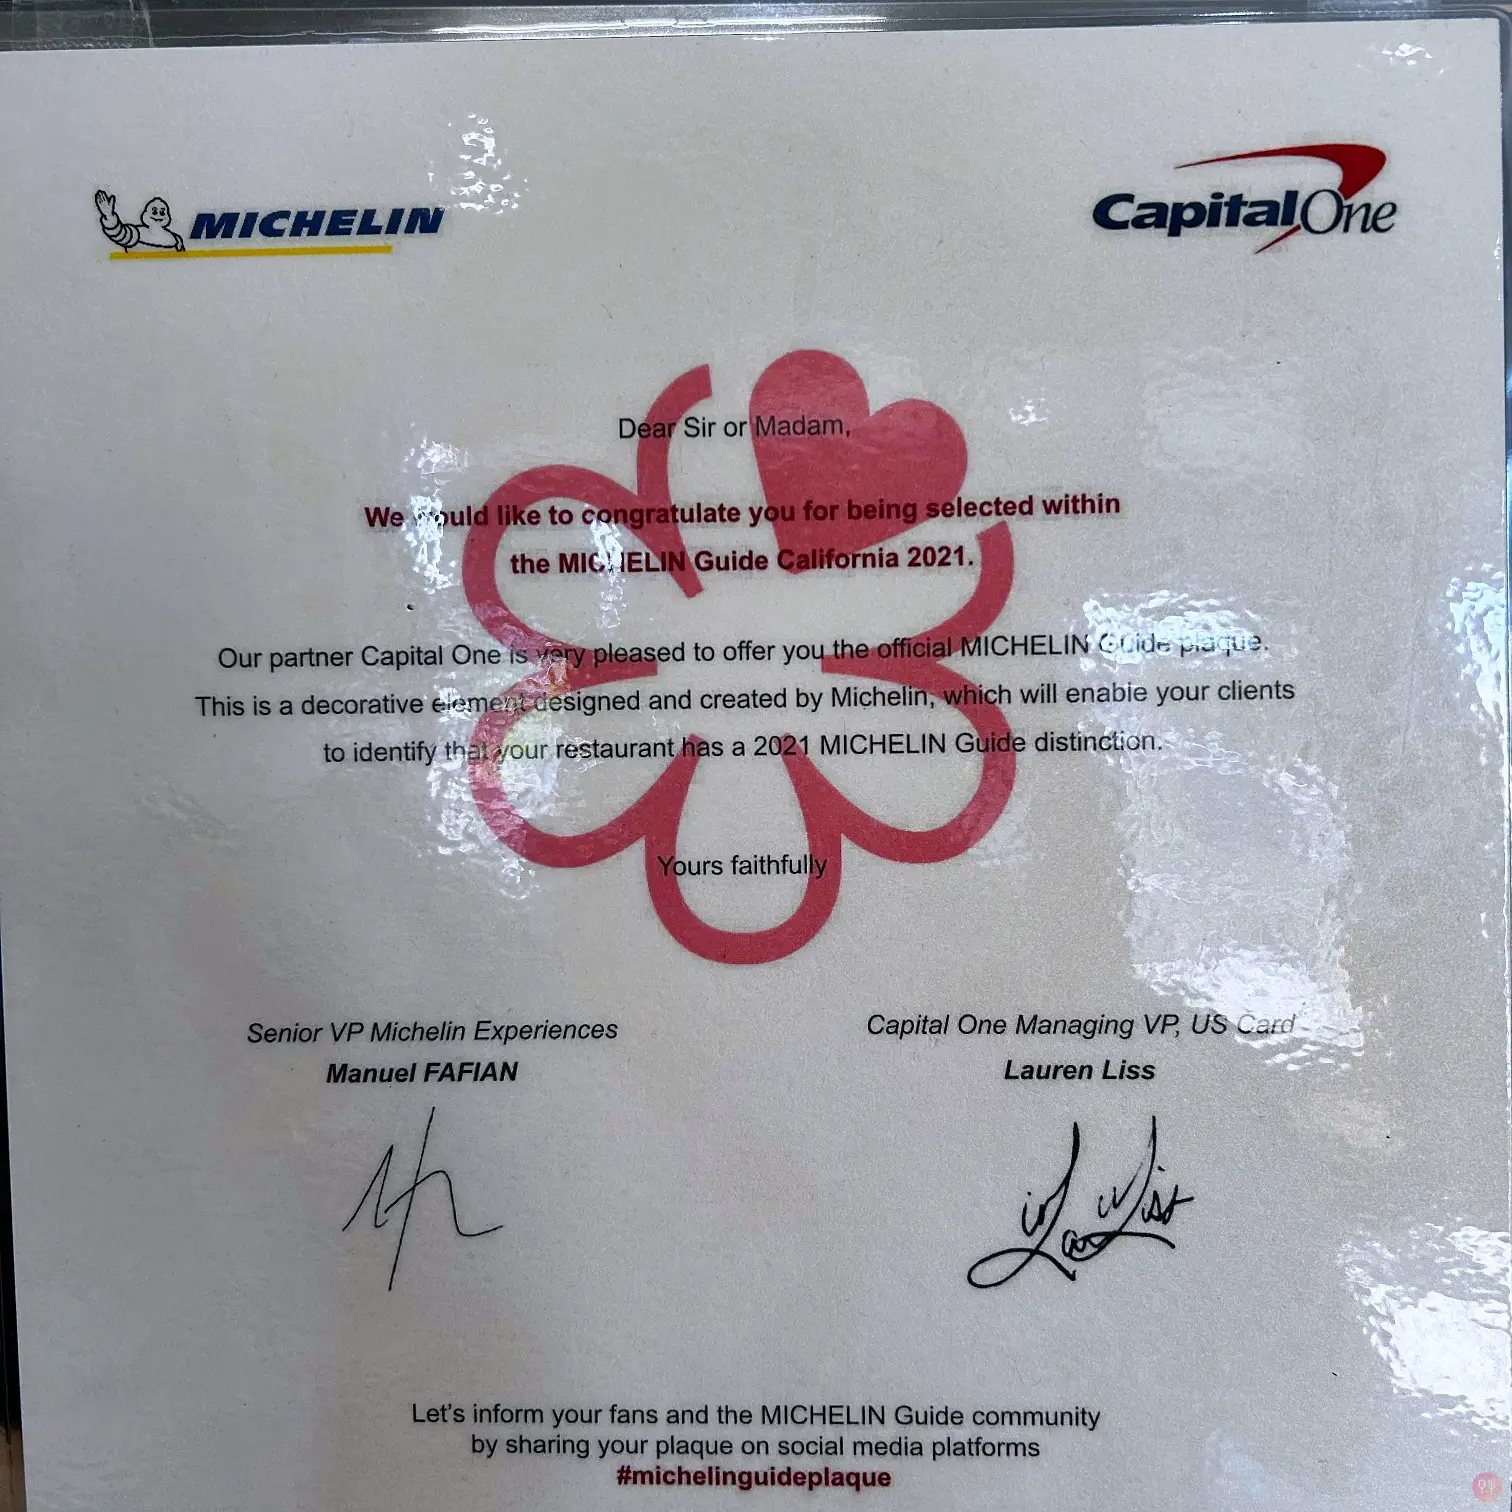 MICHELIN
Capital One
Dear Sir or Madam,
We would like to congratulate you for being selected within
the MICHELIN Guide California 2021.
Our partner Capital One is very pleased to offer you the official MICHELIN Guide plaque.
This is a decorative element designed and created by Michelin, which will enable your clients
to identify that your restaurant has a 2021 MICHELIN Guide distinction.
Yours faithfully
Senior VP Michelin Experiences
Manuel FAFIAN
Capital One Managing VP, US Card
Lauren Liss
Let's inform your fans and the MICHELIN Guide community
by sharing your plaque on social media platforms
#michelinguideplaque